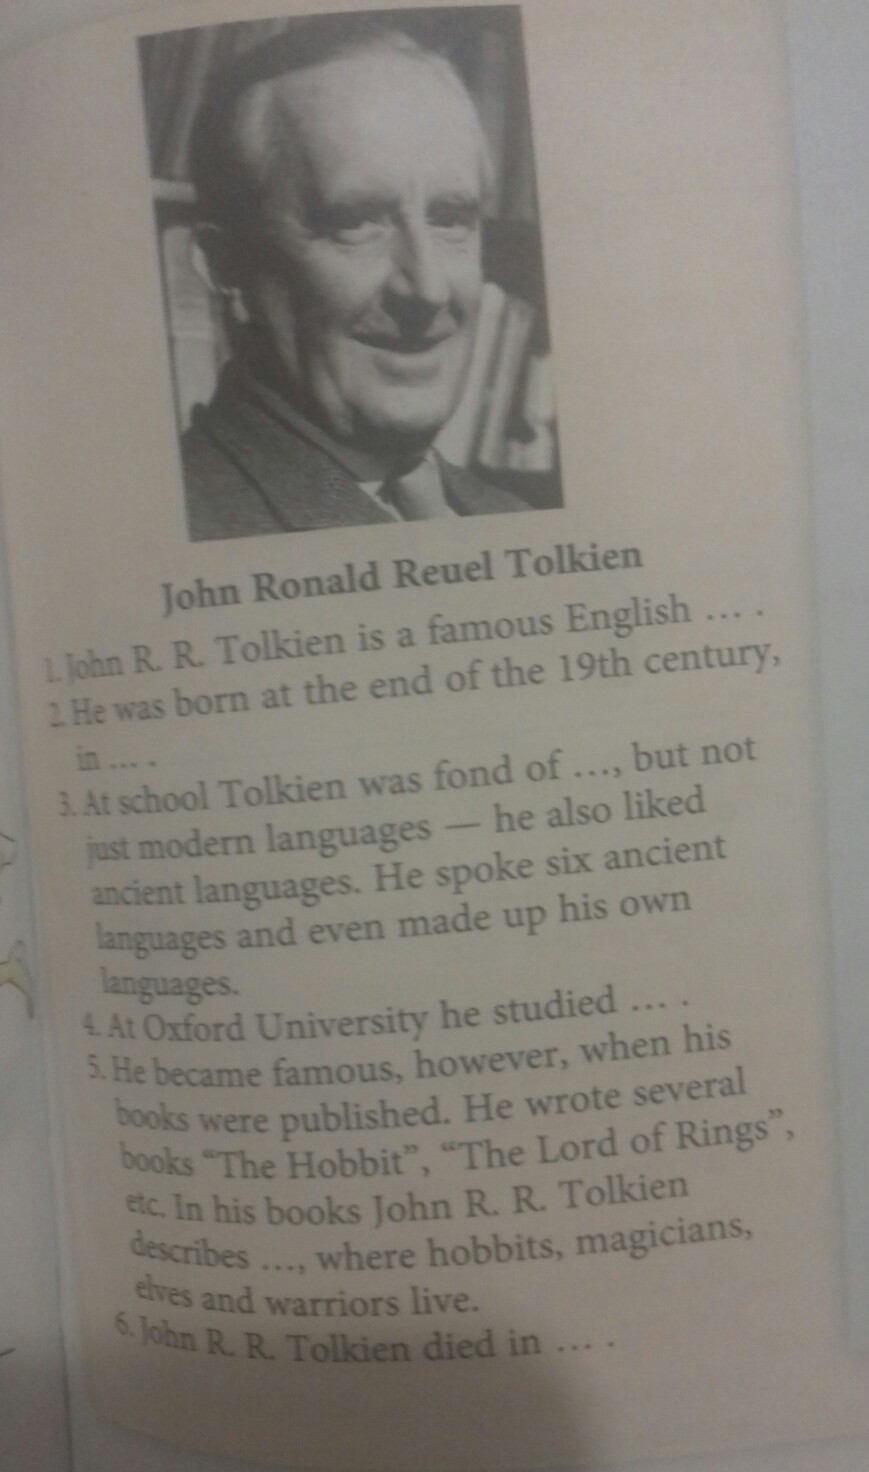 John Ronald Reuel Tolkien
1. John R. R. Tolkien is a famous English ... .
2. He was born at the end of the 19th century,
in ... .
3. At school Tolkien was fond of ..., but not
just modern languages — he also liked
ancient languages. He spoke six ancient
languages and even made up his own
languages.
4. At Oxford University he studied ... .
5. He became famous, however, when his
books were published. He wrote several
books “The Hobbit”, “The Lord of Rings”,
etc. In his books John R. R. Tolkien
describes ..., where hobbits, magicians,
elves and warriors live.
6. John R. R. Tolkien died in ... .